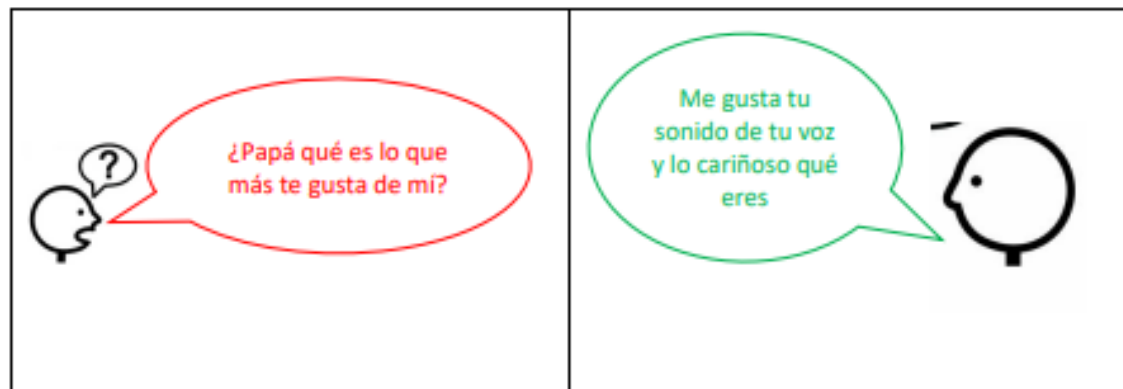 ?
¿Papá qué es lo que
más te gusta de mí?
Me gusta tu
sonido de tu voz
y lo cariñoso qué
eres